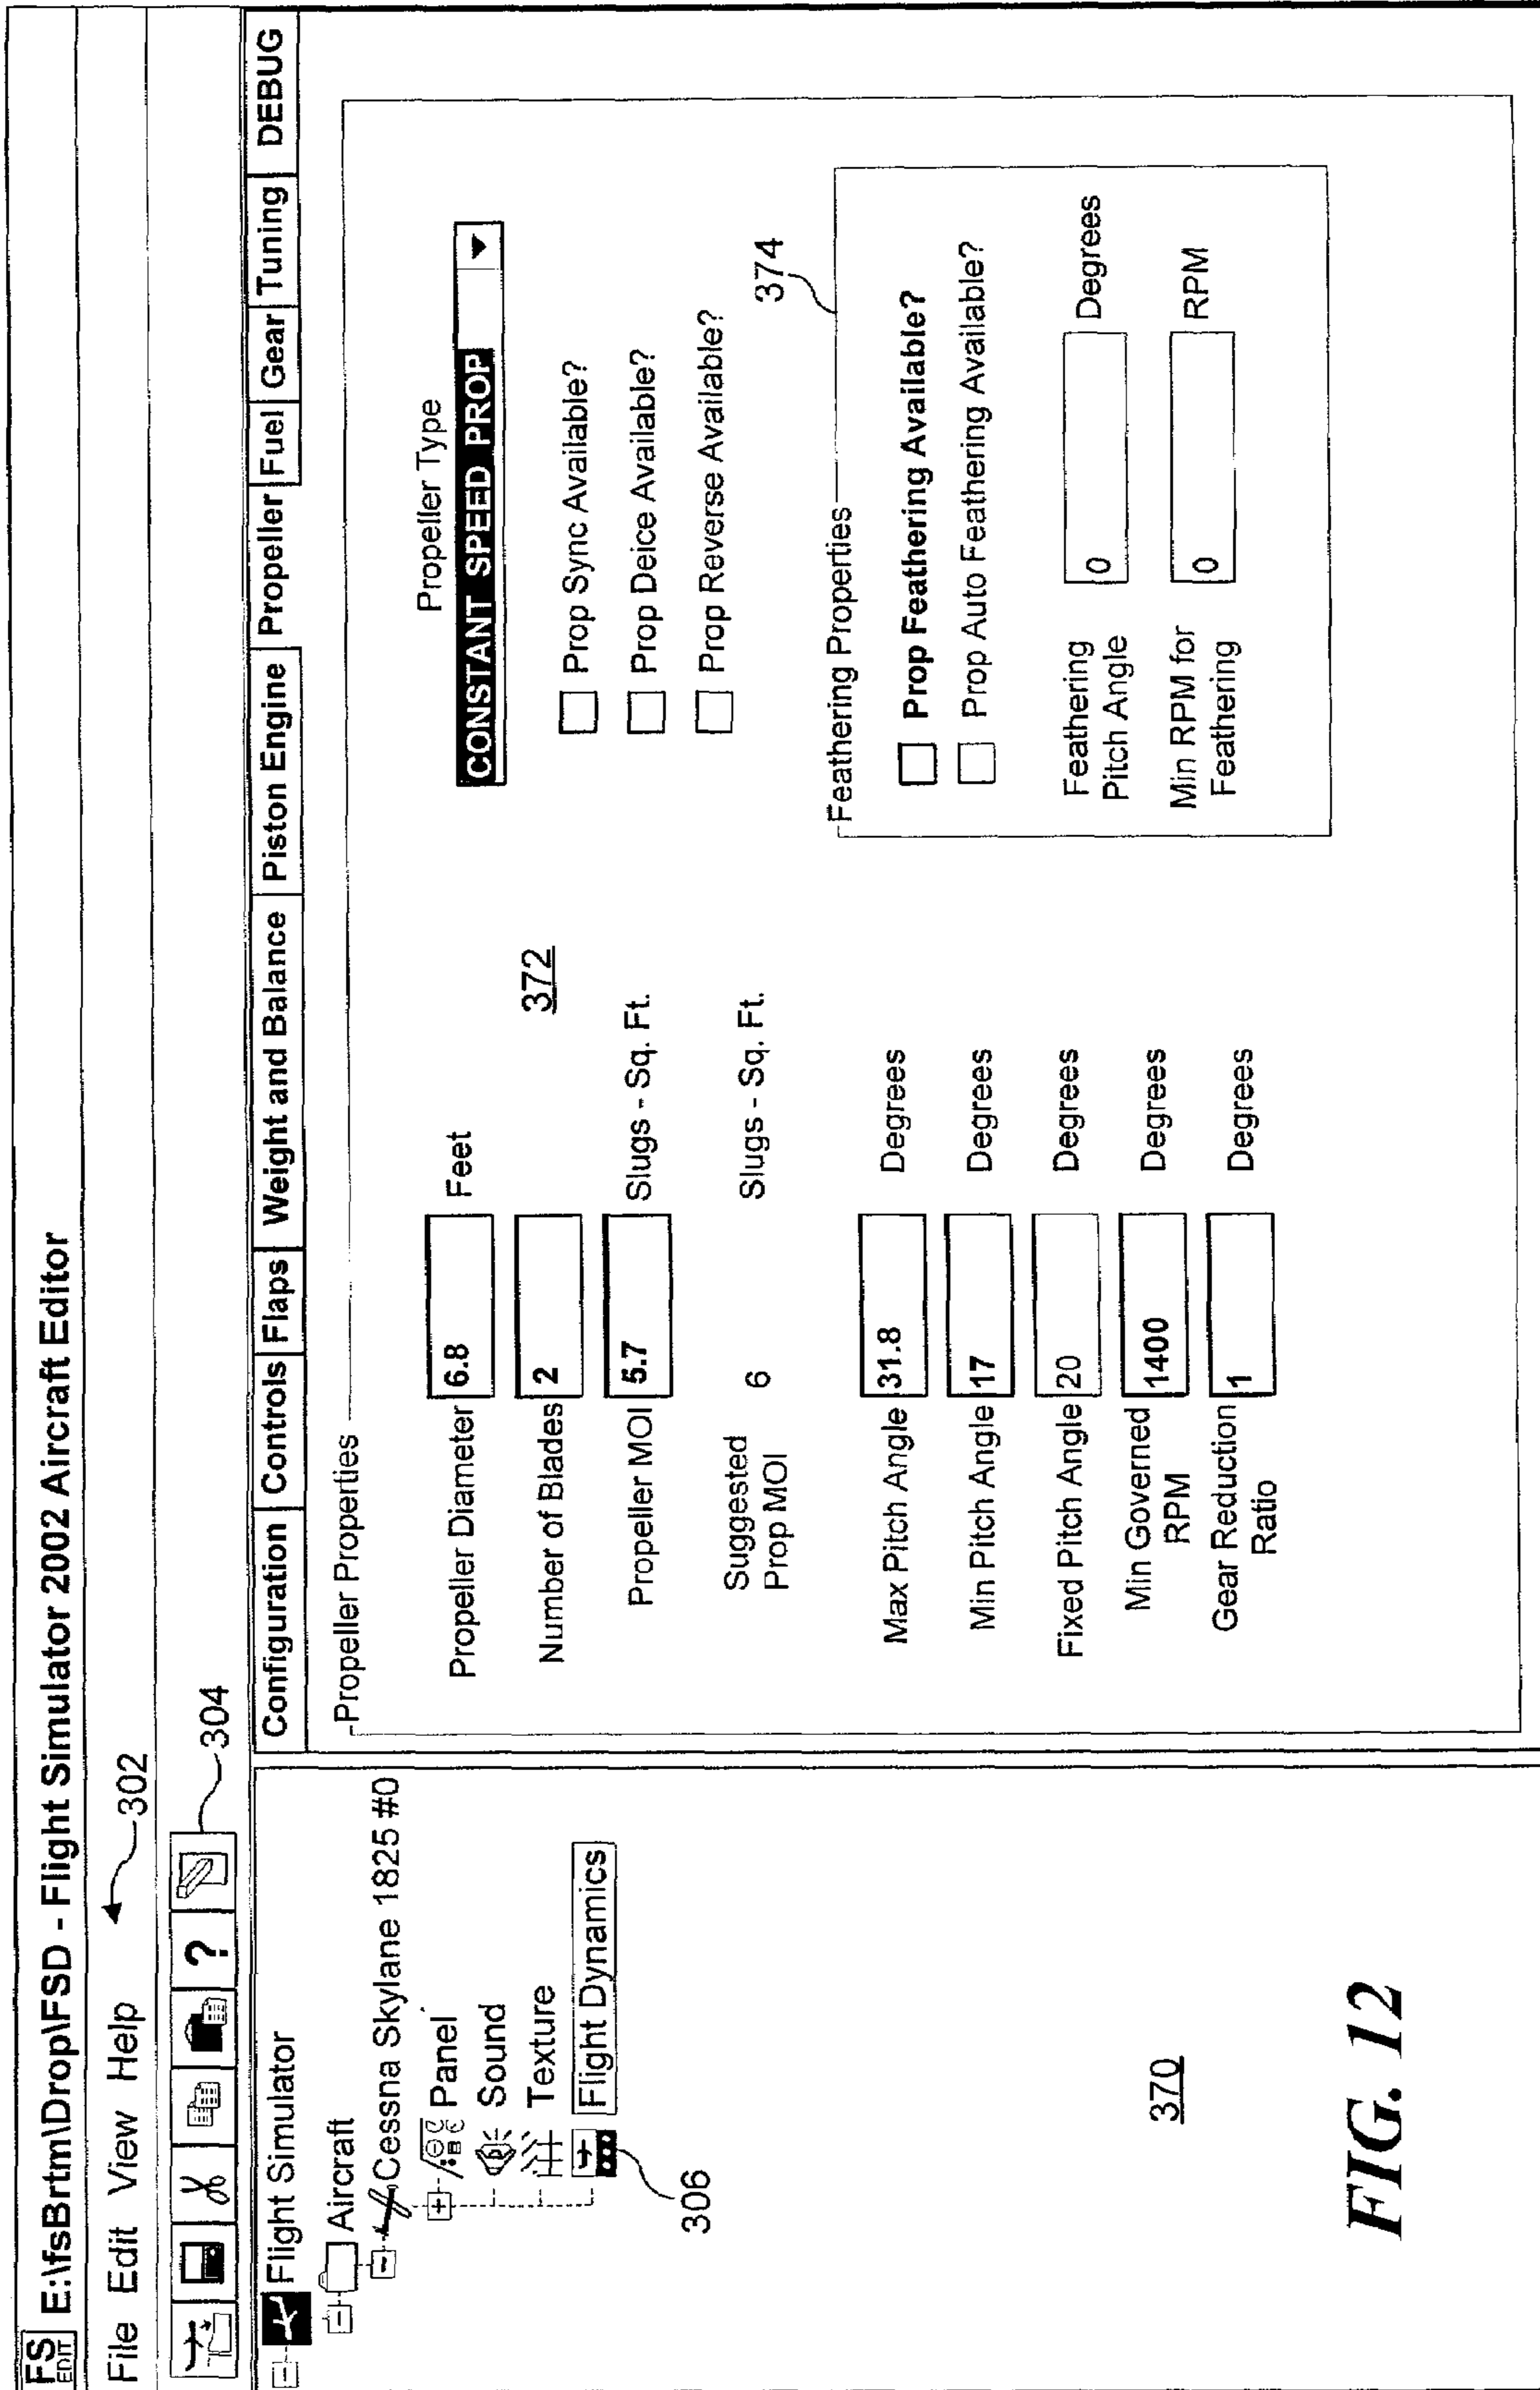 FS EDIT E:\fsBrtm\Drop\FSD - Flight Simulator 2002 Aircraft Editor
File Edit View Help
302
304
?
Flight Simulator
Aircraft
Cessna Skylane 1825 #0
Panel
Sound
Texture
Flight Dynamics
306
370
Configuration Controls Flaps Weight and Balance Piston Engine Propeller Fuel Gear Tuning DEBUG
Propeller Properties
Propeller Diameter 6.8 Feet
Number of Blades 2
372
Propeller MOI 5.7 Slugs - Sq. Ft.
Suggested
Prop MOI
6 Slugs - Sq. Ft.
Max Pitch Angle 31.8 Degrees
Min Pitch Angle 17 Degrees
Fixed Pitch Angle 20 Degrees
Min Governed
RPM
1400 Degrees
Gear Reduction
Ratio
1 Degrees
Propeller Type
CONSTANT SPEED PROP
Prop Sync Available?
Prop Deice Available?
Prop Reverse Available?
374
Feathering Properties
Prop Feathering Available?
Prop Auto Feathering Available?
Feathering
Pitch Angle
0 Degrees
Min RPM for
Feathering
0 RPM
FIG. 12